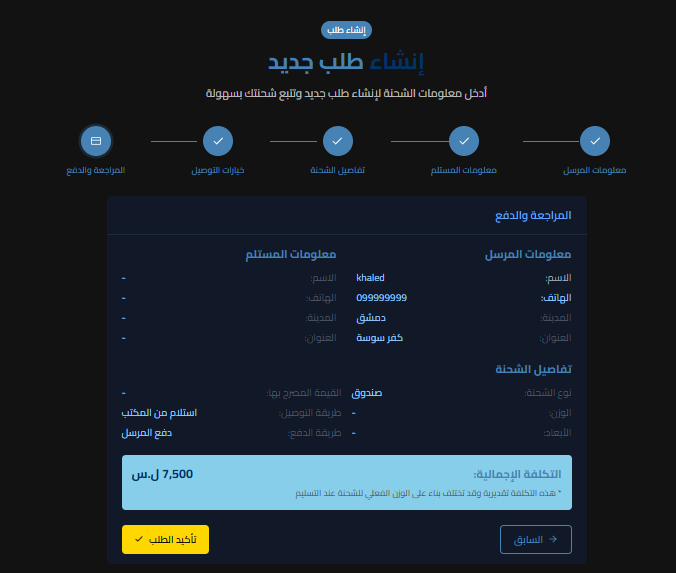 إنشاء طلب
إنشاء طلب جديد
أدخل معلومات الشحنة لإنشاء طلب جديد وتتبع شحنتك بسهولة
معلومات المرسل
معلومات المستلم
تفاصيل الشحنة
خيارات التوصيل
المراجعة والدفع
المراجعة والدفع
معلومات المرسل
الاسم: khaled
الهاتف: 099999999
المدينة: دمشق
العنوان: كفر سوسة
معلومات المستلم
الاسم: -
الهاتف: -
المدينة: -
العنوان: -
تفاصيل الشحنة
نوع الشحنة: صندوق
الوزن: -
الأبعاد: -
القيمة المصرح بها: -
طريقة التوصيل: استلام من المكتب
طريقة الدفع: دفع المرسل
التكلفة الإجمالية: 7,500 ل.س
* هذه التكلفة تقديرية وقد تختلف بناء على الوزن الفعلي للشحنة عند التسليم
السابق
تأكيد الطلب